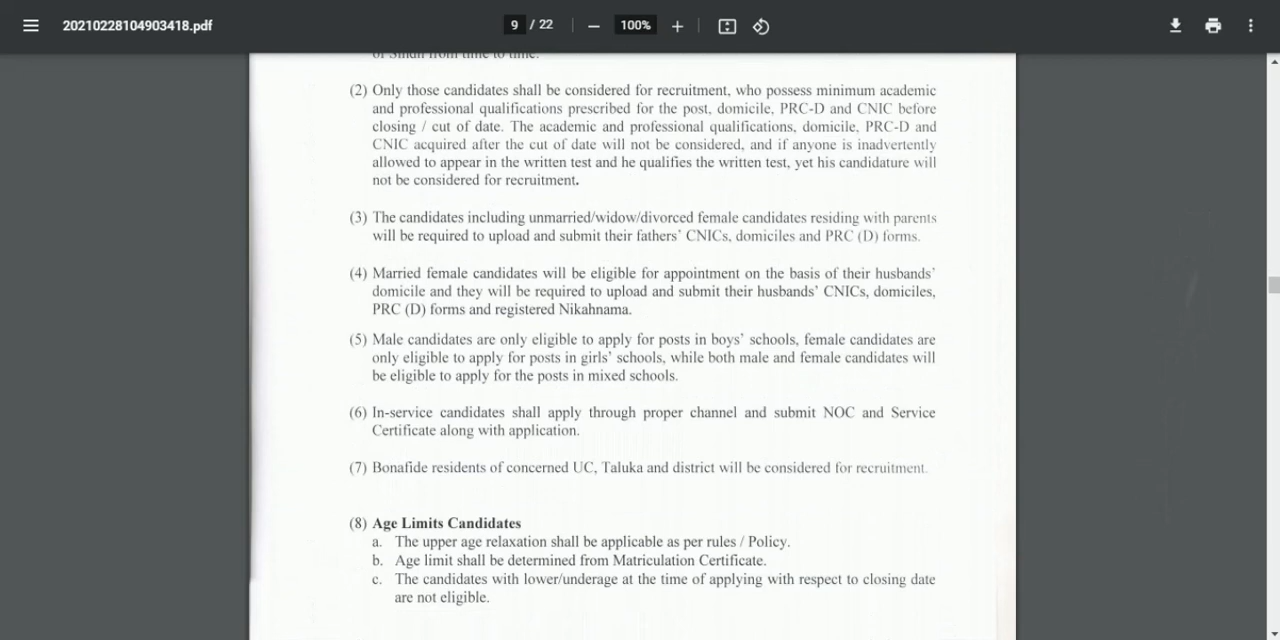 20210228104903418.pdf
9 / 22
100%
of Sindh from time to time.
(2) Only those candidates shall be considered for recruitment, who possess minimum academic
and professional qualifications prescribed for the post, domicile, PRC-D and CNIC before
closing / cut of date. The academic and professional qualifications, domicile, PRC-D and
CNIC acquired after the cut of date will not be considered, and if anyone is inadvertently
allowed to appear in the written test and he qualifies the written test, yet his candidature will
not be considered for recruitment.
(3) The candidates including unmarried/widow/divorced female candidates residing with parents
will be required to upload and submit their fathers' CNICs, domiciles and PRC (D) forms.
(4) Married female candidates will be eligible for appointment on the basis of their husbands'
domicile and they will be required to upload and submit their husbands' CNICs, domiciles,
PRC (D) forms and registered Nikahnama.
(5) Male candidates are only eligible to apply for posts in boys' schools, female candidates are
only eligible to apply for posts in girls' schools, while both male and female candidates will
be eligible to apply for the posts in mixed schools.
(6) In-service candidates shall apply through proper channel and submit NOC and Service
Certificate along with application.
(7) Bonafide residents of concerned UC, Taluka and district will be considered for recruitment.
(8) Age Limits Candidates
a. The upper age relaxation shall be applicable as per rules / Policy.
b. Age limit shall be determined from Matriculation Certificate.
c. The candidates with lower/underage at the time of applying with respect to closing date
are not eligible.